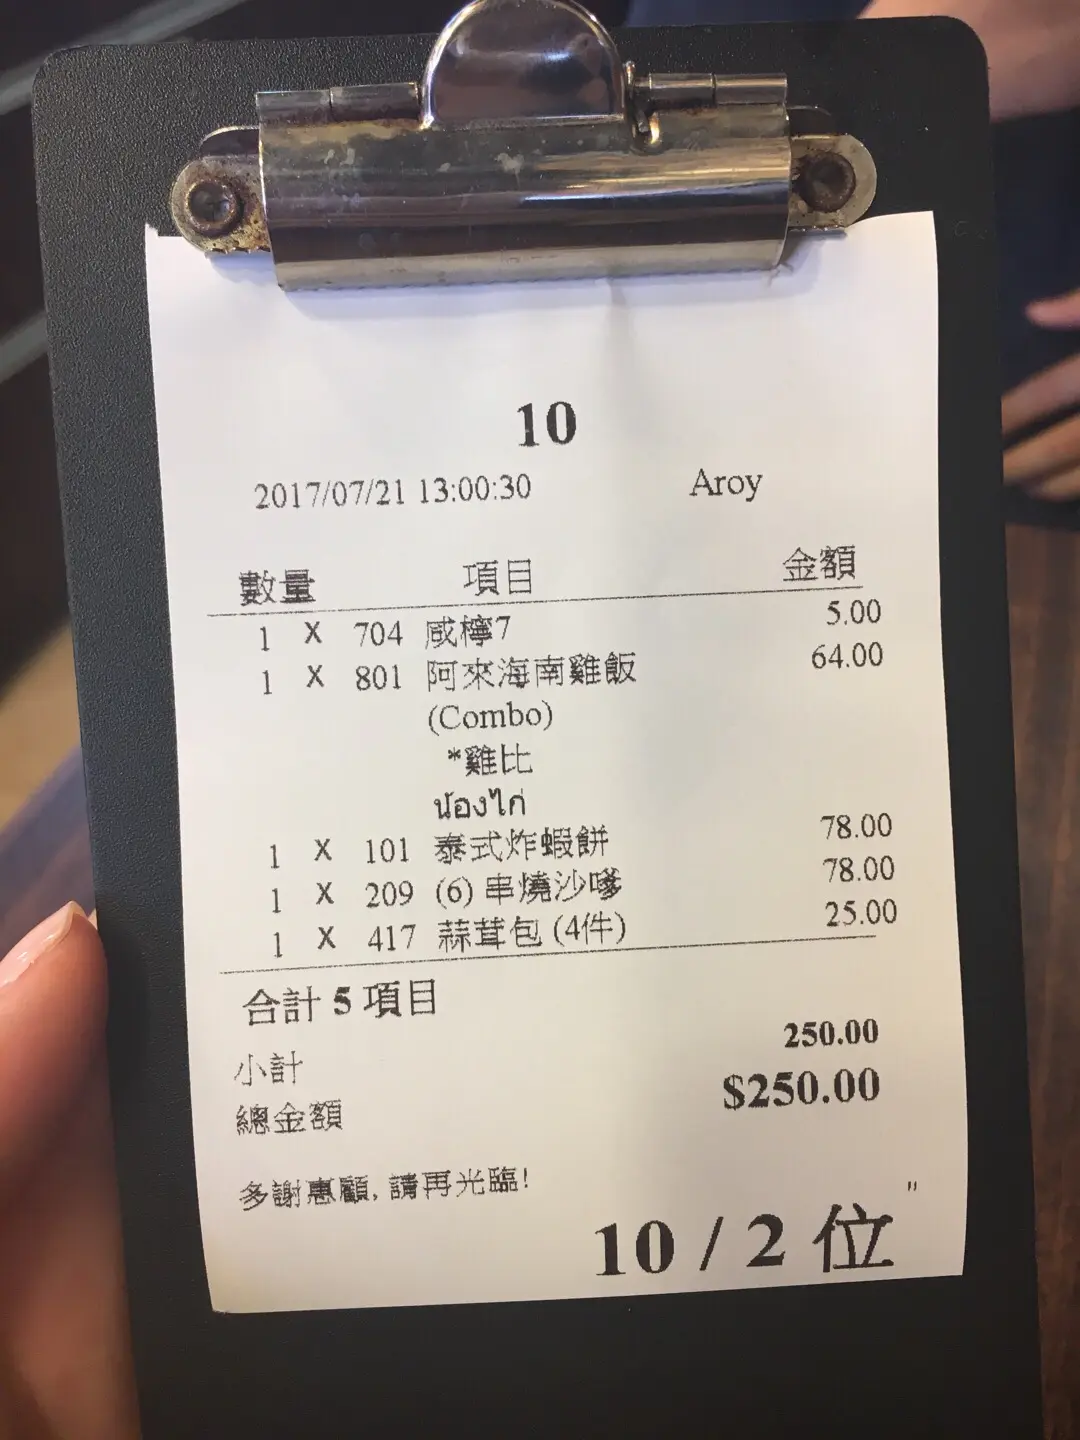 10
2017/07/21 13:00:30 Aroy
數量 項目 金額
1 X 704 咸檸7 5.00
1 X 801 阿來海南雞飯 64.00
(Combo)
*雞比
น่องไก่
1 X 101 泰式炸蝦餅 78.00
1 X 209 (6) 串燒沙嗲 78.00
1 X 417 蒜茸包 (4件) 25.00
合計 5 項目
小計 250.00
總金額 $250.00
多謝惠顧, 請再光臨!
"
10 / 2 位